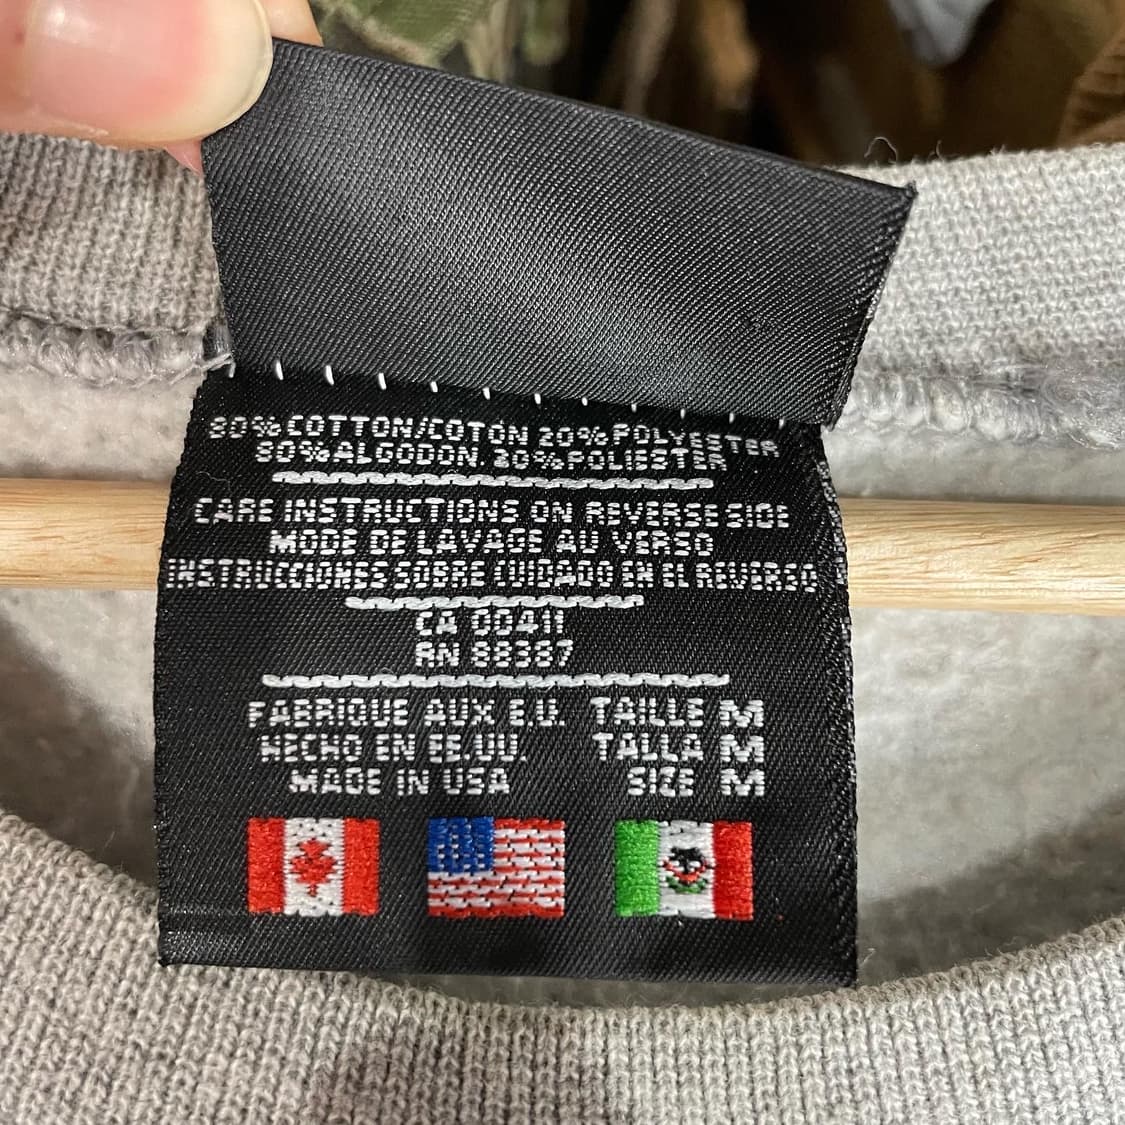 80% COTTON/COTON 20% POLYESTER
80% ALGODON, 20% POLIESTER
CARE INSTRUCTIONS ON REVERSE SIDE
MODE DE LAVAGE AU VERSO
INSTRUCCIONES SOBRE CUIDADO EN EL REVERSO
CA 00411
RN 88387
FABRIQUE AUX E.U. TAILLE M
HECHO EN EE.UU. TALLA M
MADE IN USA SIZE M